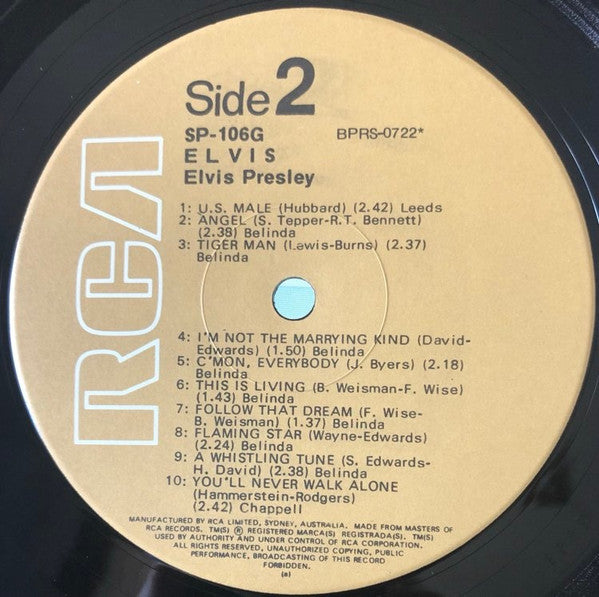 RCA
Side 2
SP-106G BPRS-0722*
ELVIS
Elvis Presley
1: U.S. MALE (Hubbard) (2.42) Leeds
2: ANGEL (S. Tepper-R.T. Bennett)
(2.38) Belinda
3: TIGER MAN (Lewis-Burns) (2.37)
Belinda
4: I'M NOT THE MARRYING KIND (David-
Edwards) (1.50) Belinda
5: C'MON, EVERYBODY (J. Byers) (2.18)
Belinda
6: THIS IS LIVING (B. Weisman-F. Wise)
(1.43) Belinda
7: FOLLOW THAT DREAM (F. Wise-
B. Weisman) (1.37) Belinda
8: FLAMING STAR (Wayne-Edwards)
(2.24) Belinda
9: A WHISTLING TUNE (S. Edwards-
H. David) (2.38) Belinda
10: YOU'LL NEVER WALK ALONE
(Hammerstein-Rodgers)
(2.42) Chappell
MANUFACTURED BY RCA LIMITED, SYDNEY, AUSTRALIA. MADE FROM MASTERS OF
RCA RECORDS. TM(S) ® REGISTERED MARCA(S) REGISTRADA(S). TM(S)
USED BY AUTHORITY AND UNDER CONTROL OF RCA CORPORATION.
ALL RIGHTS RESERVED, UNAUTHORIZED COPYING, PUBLIC
PERFORMANCE, BROADCASTING OF THIS RECORD
FORBIDDEN.
(a)